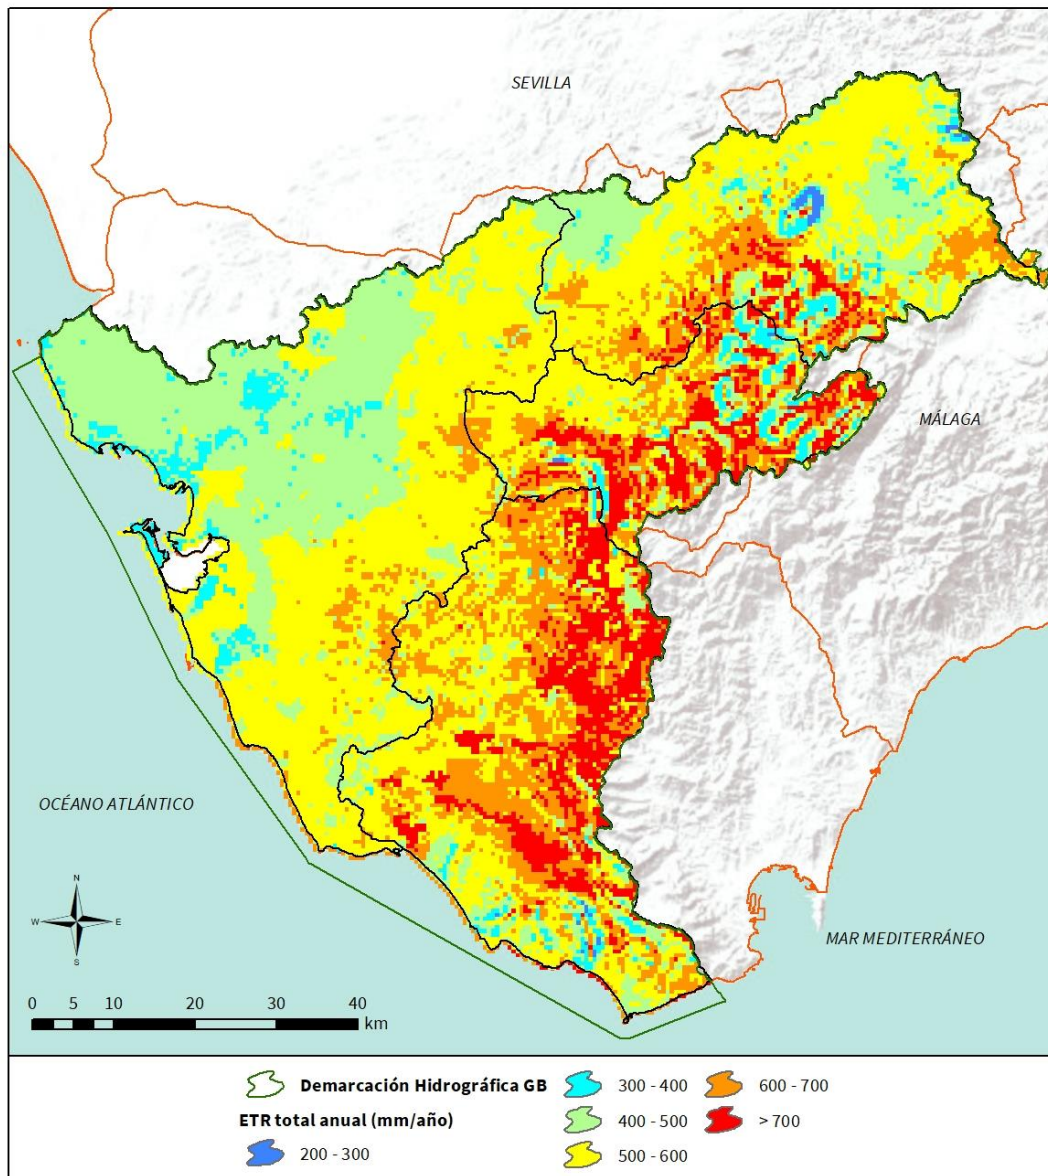 SEVILLA
MÁLAGA
OCÉANO ATLÁNTICO
MAR MEDITERRÁNEO
N
W E
S
0 5 10 20 30 40
km
Demarcación Hidrográfica GB
ETR total anual (mm/año)
200 - 300
300 - 400
400 - 500
500 - 600
600 - 700
> 700